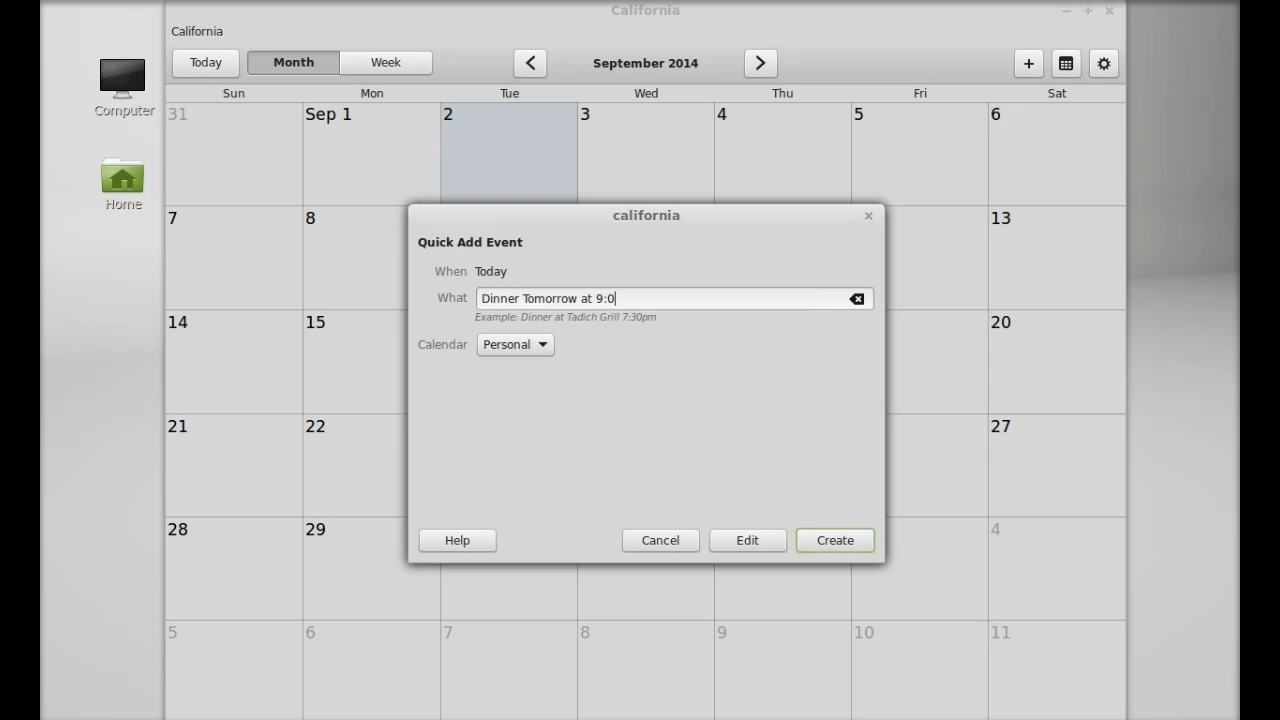 California
California
Today Month Week September 2014
Sun Mon Tue Wed Thu Fri Sat
31 Sep 1 2 3 4 5 6
Computer
Home
7 8 13
14 15 20
21 22 27
28 29 4
5 6 7 8 9 10 11
california
Quick Add Event
When Today
What Dinner Tomorrow at 9:0
Example: Dinner at Tadich Grill 7:30pm
Calendar Personal
Help Cancel Edit Create